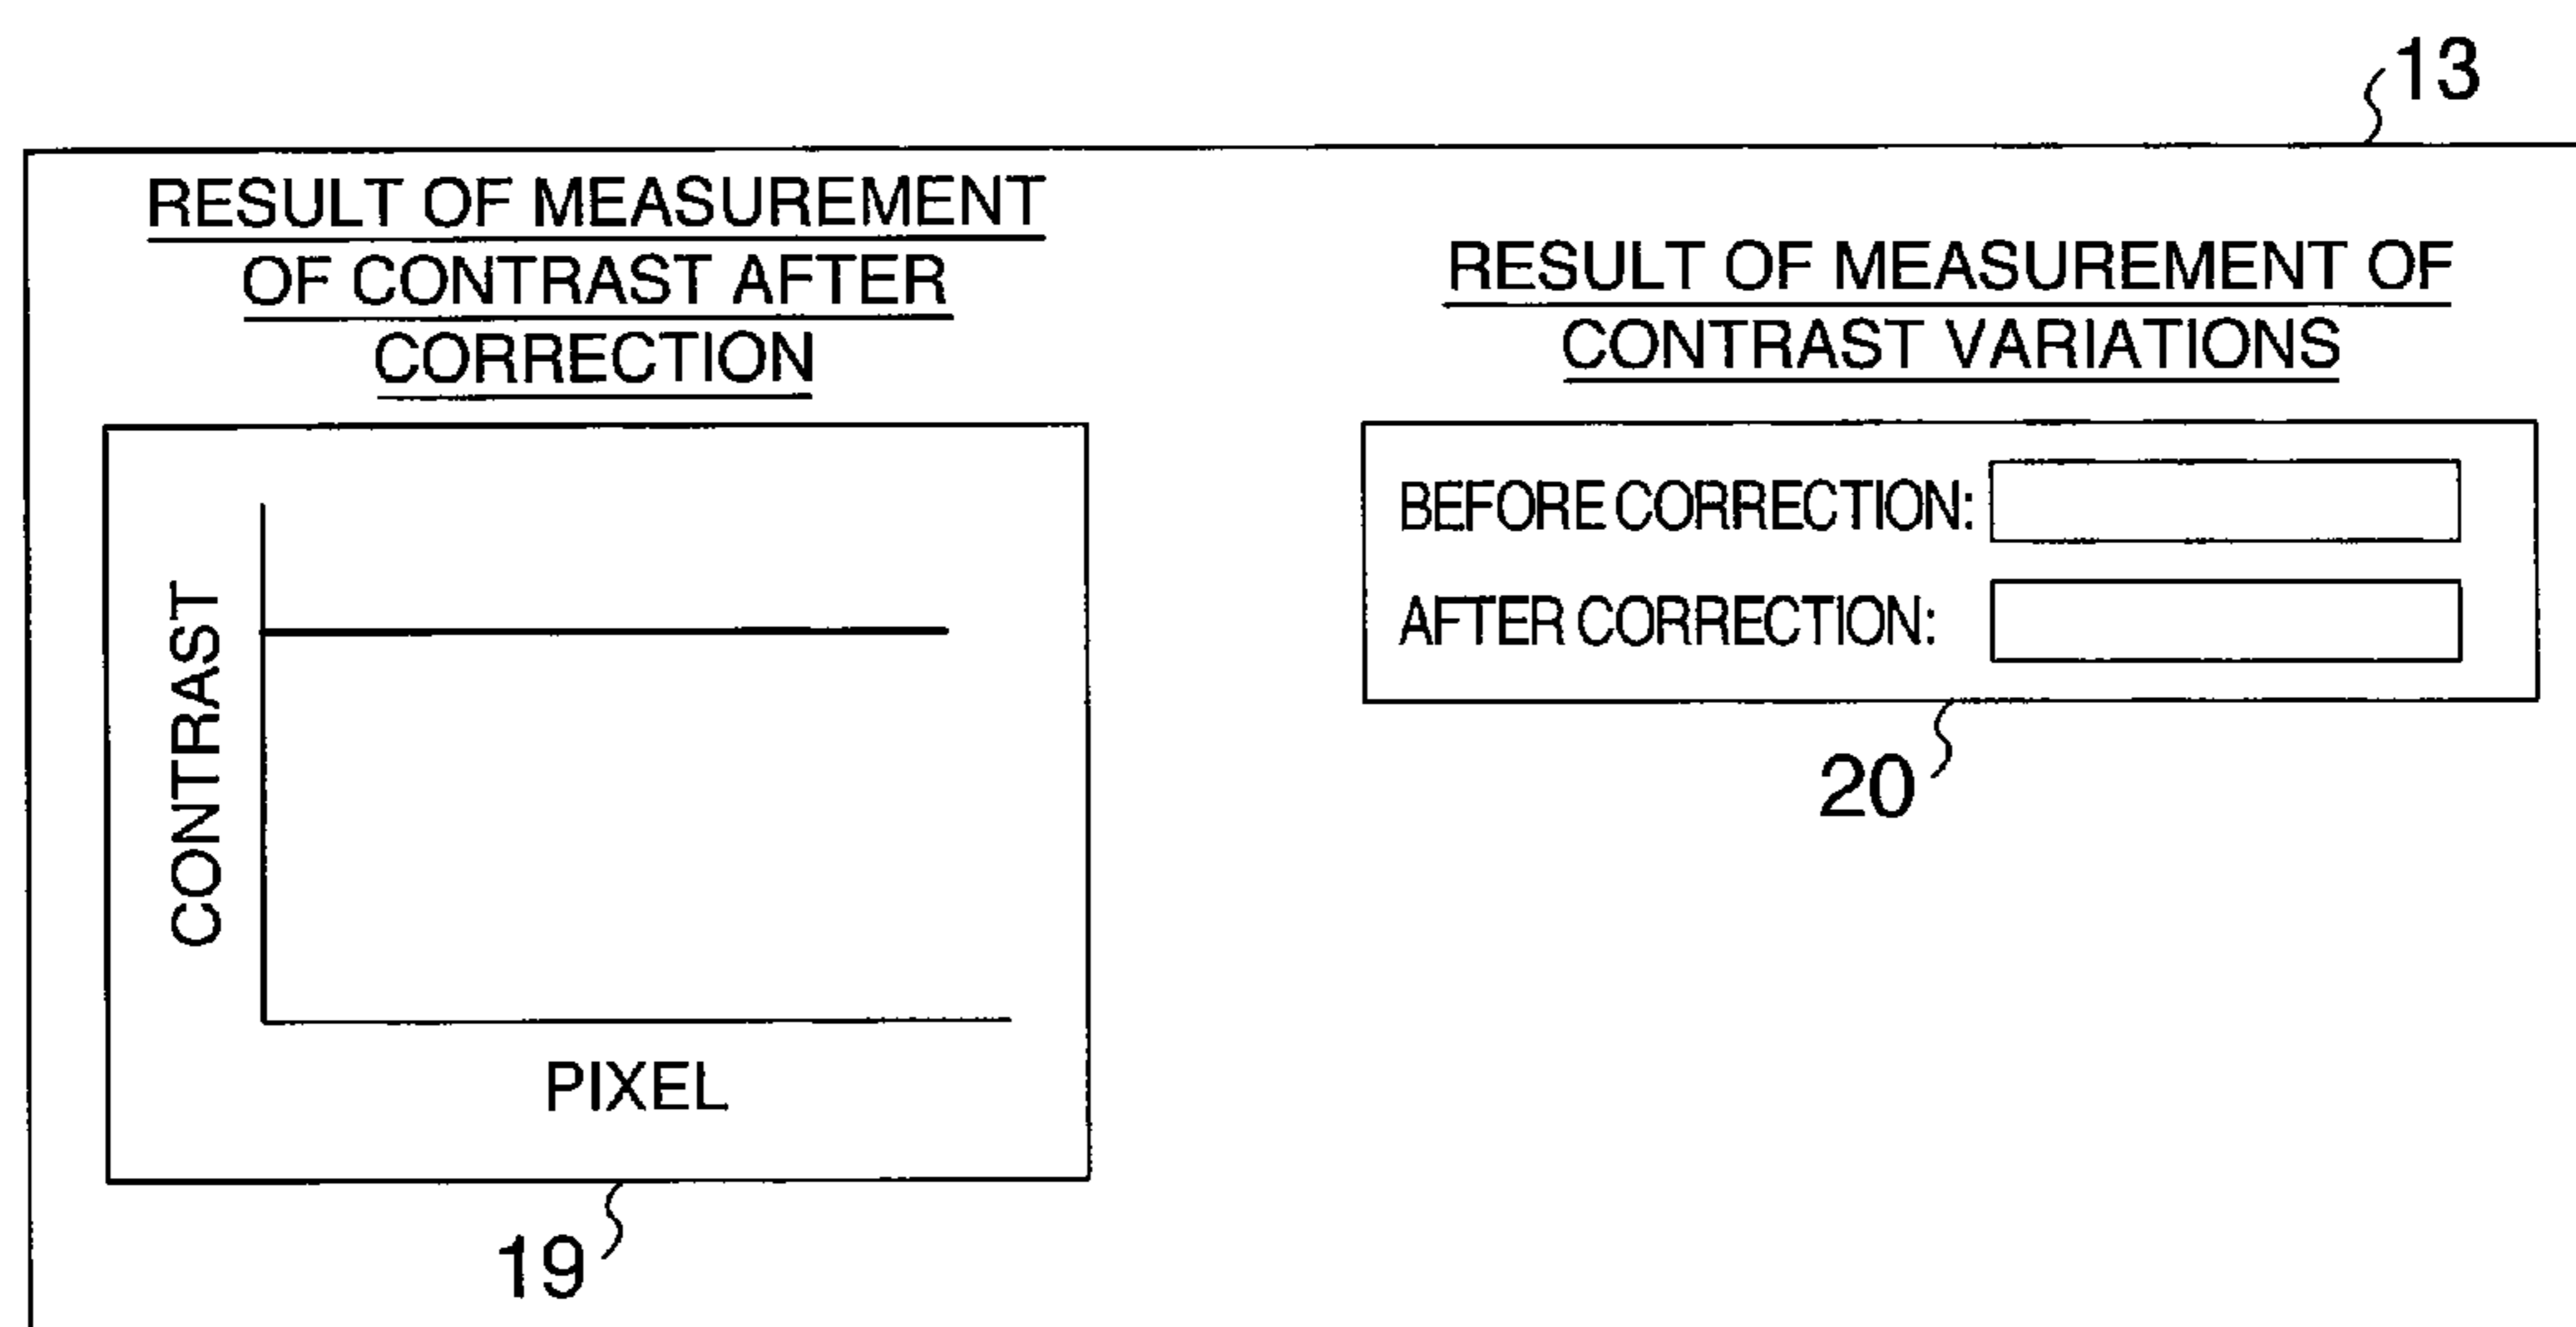 13
RESULT OF MEASUREMENT
OF CONTRAST AFTER
CORRECTION
CONTRAST
PIXEL
19
RESULT OF MEASUREMENT OF
CONTRAST VARIATIONS
BEFORE CORRECTION:
AFTER CORRECTION:
20